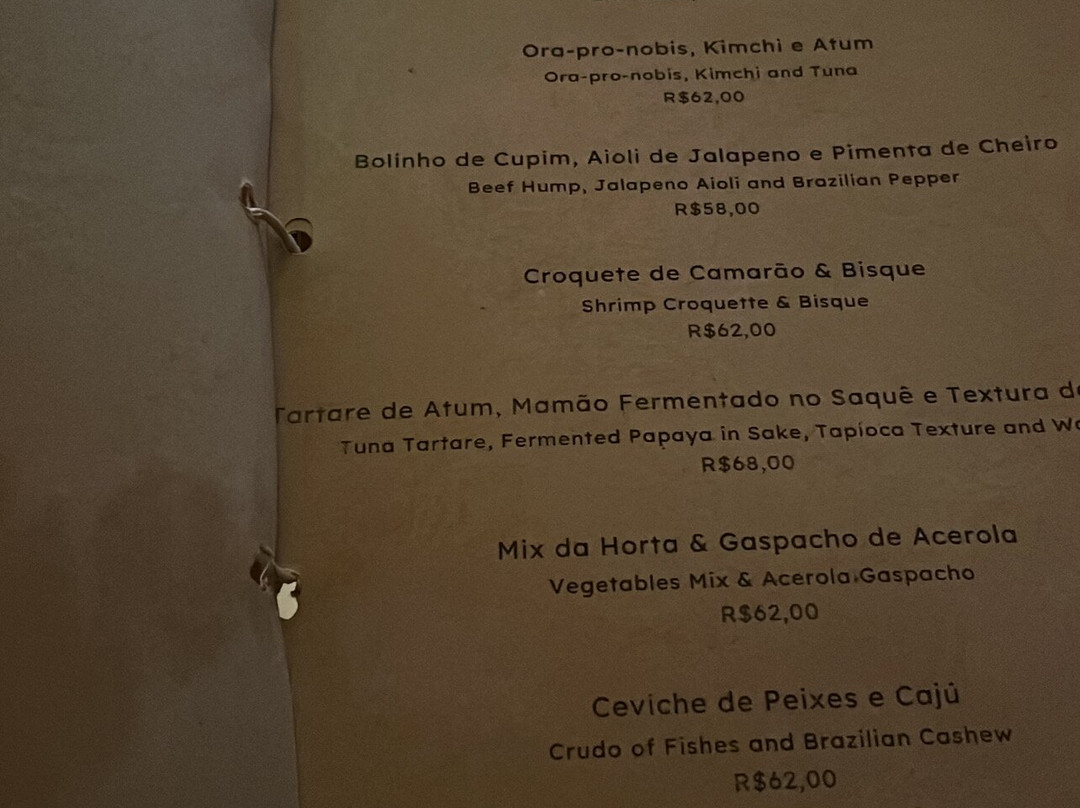 Ora-pro-nobis, Kimchi e Atum
Ora-pro-nobis, Kimchi and Tuna
R$62,00
Bolinho de Cupim, Aioli de Jalapeno e Pimenta de Cheiro
Beef Hump, Jalapeno Aioli and Brazilian Pepper
R$58,00
Croquete de Camarão & Bisque
Shrimp Croquette & Bisque
R$62,00
Tartare de Atum, Mamão Fermentado no Saquê e Textura
Tuna Tartare, Fermented Papaya in Sake, Tapioca Texture and
R$68,00
Mix da Horta & Gaspacho de Acerola
Vegetables Mix & Acerola Gaspacho
R$62,00
Ceviche de Peixes e Cajú
Crudo of Fishes and Brazilian Cashew
R$62,00